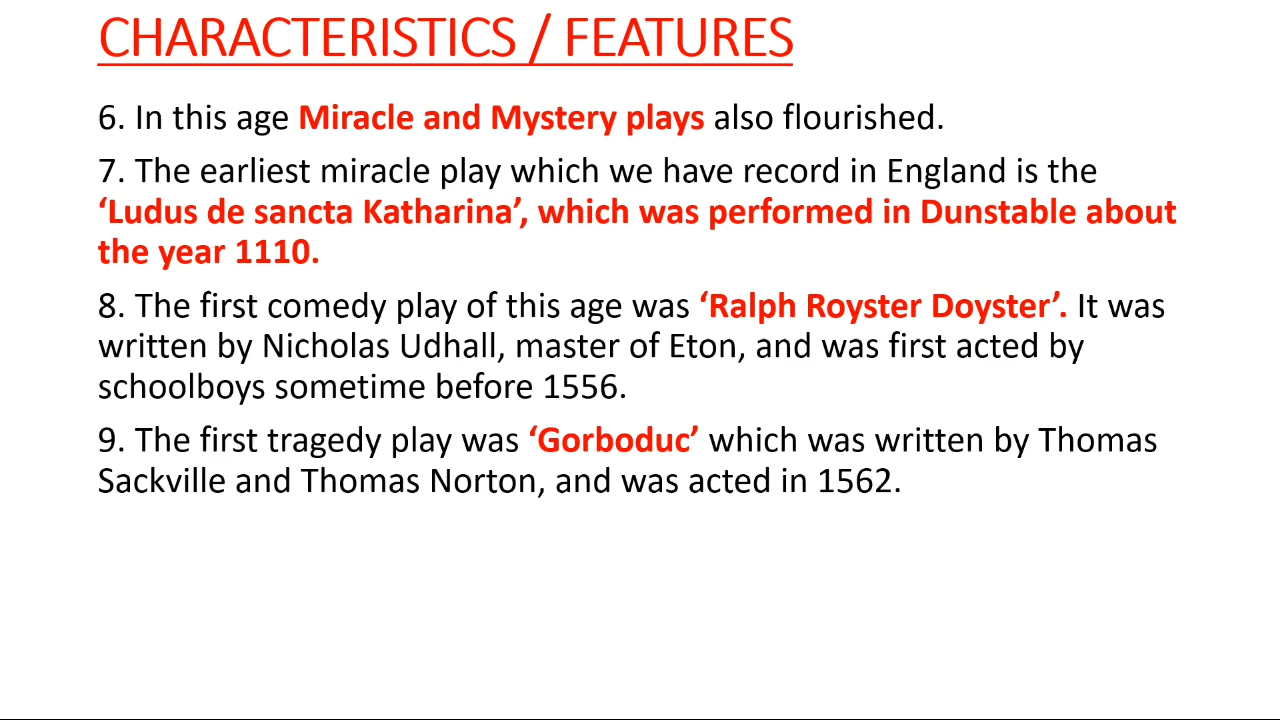 CHARACTERISTICS / FEATURES
6. In this age Miracle and Mystery plays also flourished.
7. The earliest miracle play which we have record in England is the
‘Ludus de sancta Katharina’, which was performed in Dunstable about
the year 1110.
8. The first comedy play of this age was ‘Ralph Royster Doyster’. It was
written by Nicholas Udhall, master of Eton, and was first acted by
schoolboys sometime before 1556.
9. The first tragedy play was ‘Gorboduc’ which was written by Thomas
Sackville and Thomas Norton, and was acted in 1562.